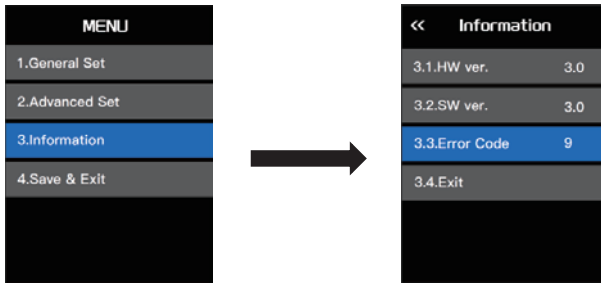 MENU
1.General Set
2.Advanced Set
3.Information
4.Save & Exit
<< Information
3.1.HW ver. 3.0
3.2.SW ver. 3.0
3.3.Error Code 9
3.4.Exit